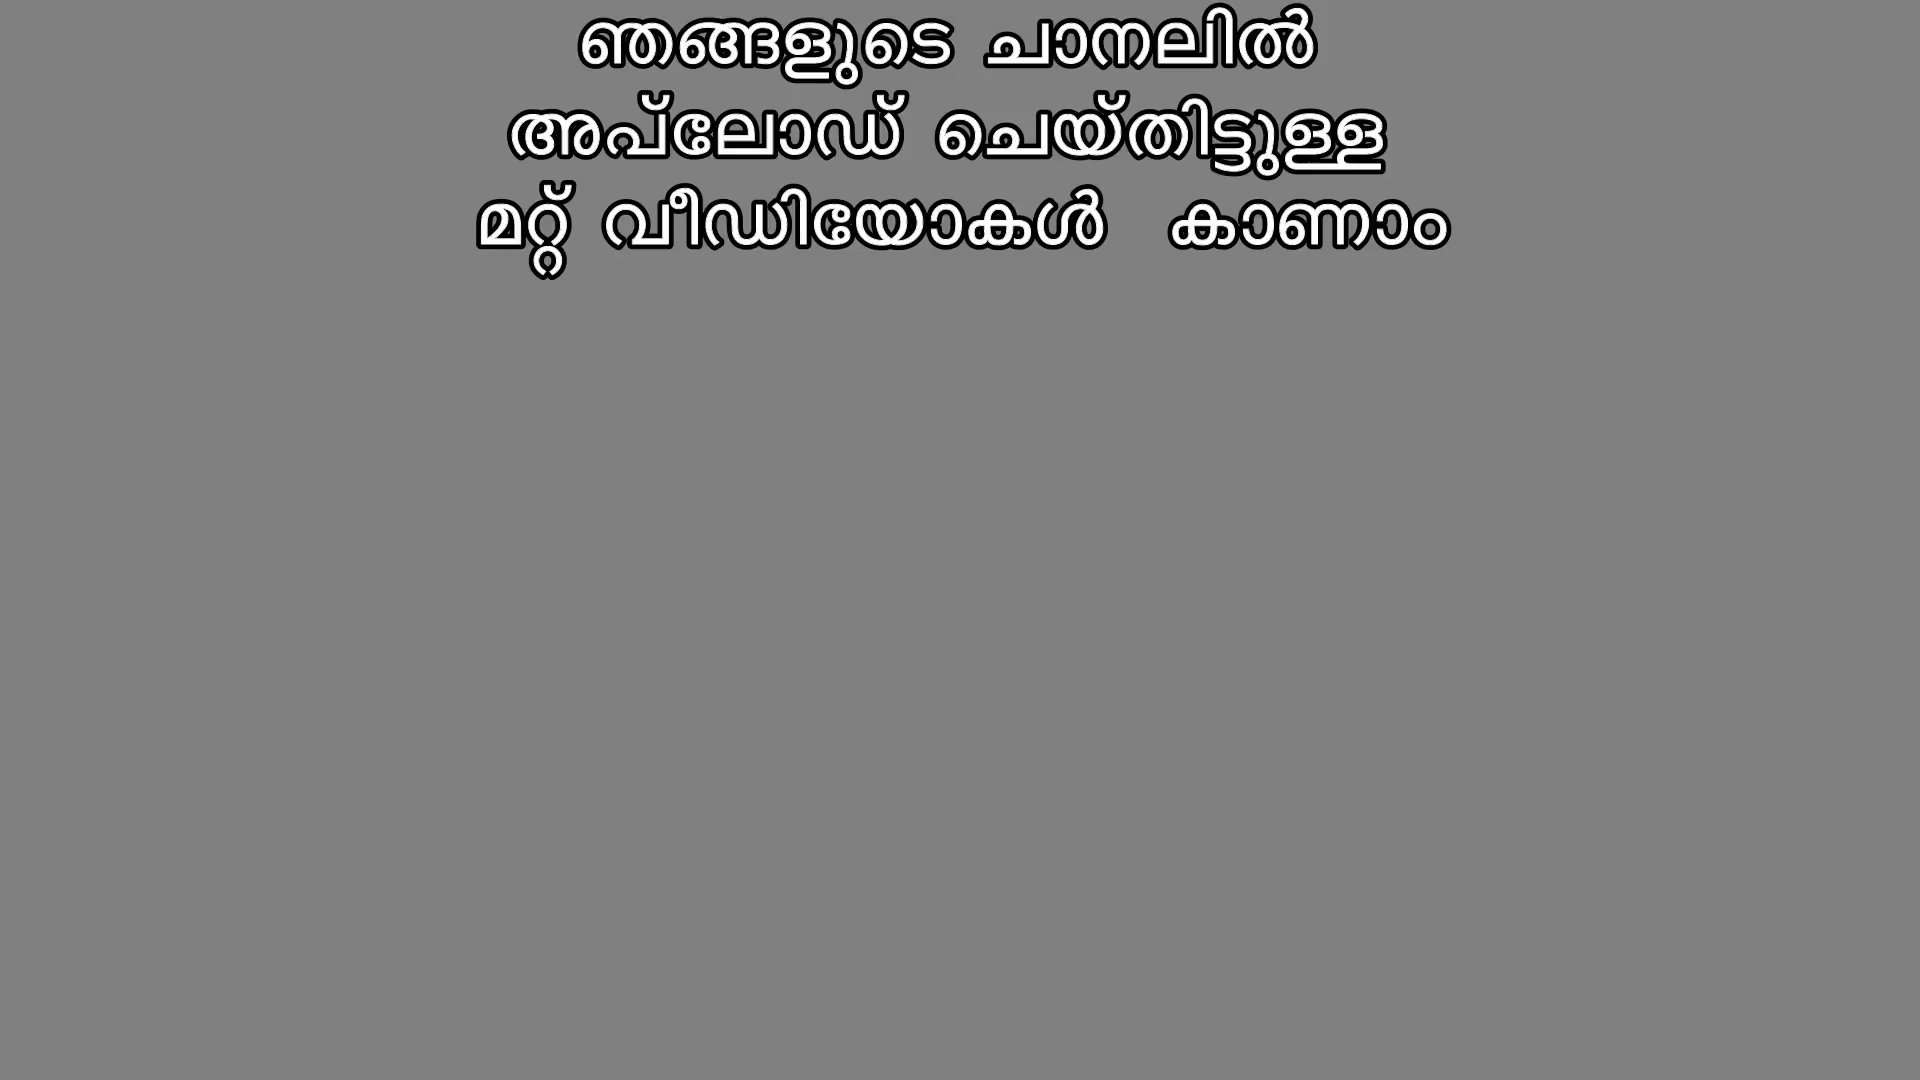 ഞങ്ങളുടെ ചാനലിൽ
അപ്‌ലോഡ് ചെയ്തിട്ടുള്ള
മറ്റ് വീഡിയോകൾ കാണാം